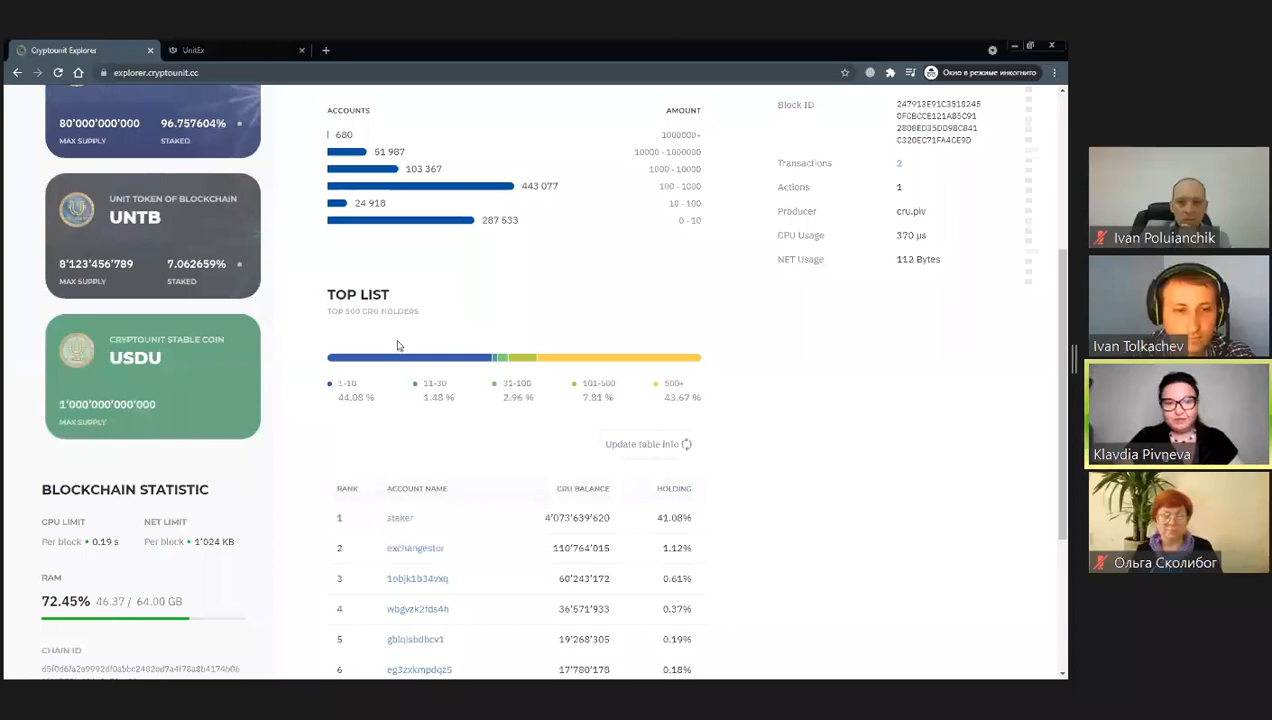 Cryptounit Explorer
UnitEx
explorer.cryptounit.cc
Окно в режиме инкогнито
80'000'000'000 96.757604%
MAX SUPPLY STAKED
UNIT TOKEN OF BLOCKCHAIN
UNTB
8'123'456'789 7.062659%
MAX SUPPLY STAKED
CRYPTOUNIT STABLE COIN
USDU
1'000'000'000'000
MAX SUPPLY
BLOCKCHAIN STATISTIC
CPU LIMIT NET LIMIT
Per block • 0.19 s Per block • 1'024 KB
RAM
72.45% 46.37 / 64.00 GB
CHAIN ID
ACCOUNTS AMOUNT
680 1000000+
51 987 10000 - 1000000
103 367 1000 - 10000
443 077 100 - 1000
24 918 10 - 100
287 533 0 - 10
TOP LIST
TOP 500 CRU HOLDERS
1-10 11-30 31-100 101-500 500+
44.08 % 1.48 % 2.96 % 7.81 % 43.67 %
Update table info
RANK ACCOUNT NAME CRU BALANCE HOLDING
1 steker 4'073'639'620 41.08%
2 exchangestor 110'764'015 1.12%
3 1objk1b34vxq 60'243'172 0.61%
4 wbgvzk2fds4h 36'571'933 0.37%
5 19'268'305 0.19%
6 eg3zxkmpdqz5 17'780'178 0.18%
Block ID
Transactions 2
Actions 1
Producer cru.piv
CPU Usage 370 µs
NET Usage 112 Bytes
Ivan Poluianchik
Ivan Tolkachev
Klavdia Pivneva
Ольга Сколибог